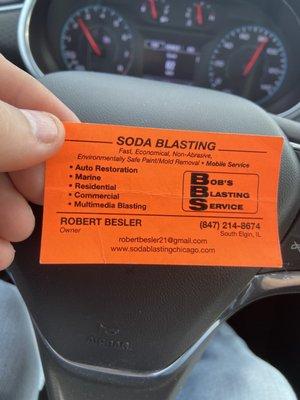 SODA BLASTING
Fast, Economical, Non-Abrasive,
Environmentally Safe Paint/Mold Removal • Mobile Service
• Auto Restoration
• Marine
• Residential
• Commercial
• Multimedia Blasting
BOB'S
BLASTING
SERVICE
ROBERT BESLER
Owner
(847) 214-8674
South Elgin, IL
robertbesler21@gmail.com
www.sodablastingchicago.com